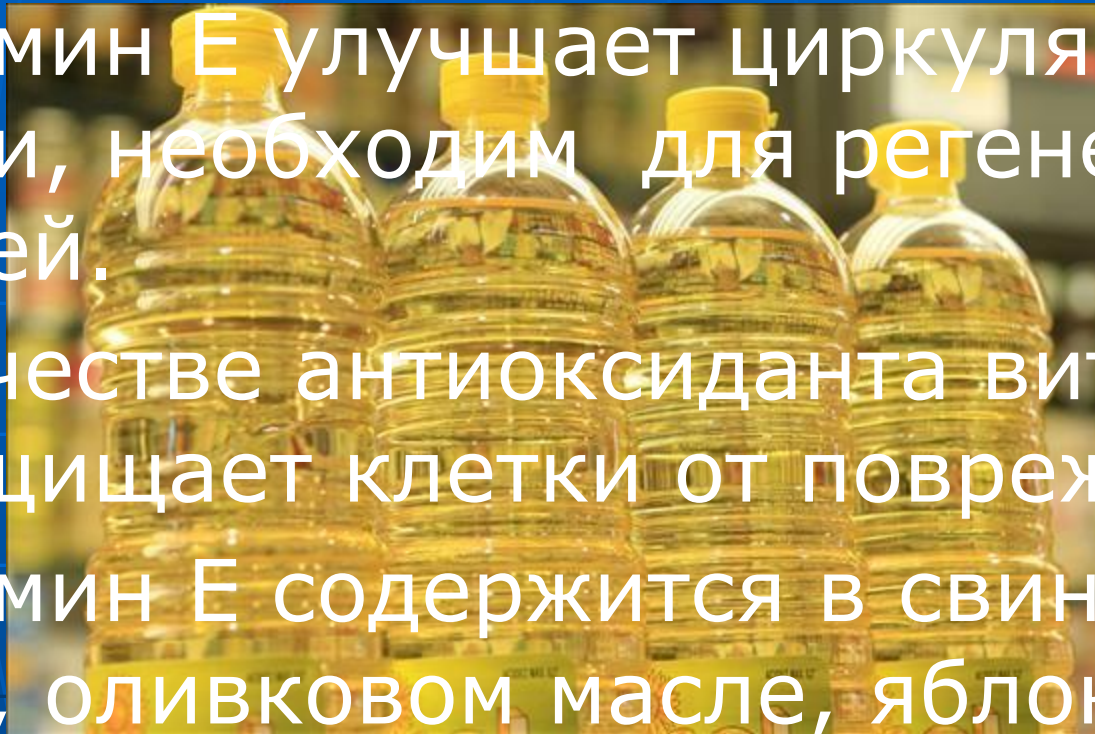 мин Е улучшает циркуля
и, необходим для регене
ей.
честве антиоксиданта вит
щищает клетки от повреж
мин Е содержится в свин
, оливковом масле, яблок